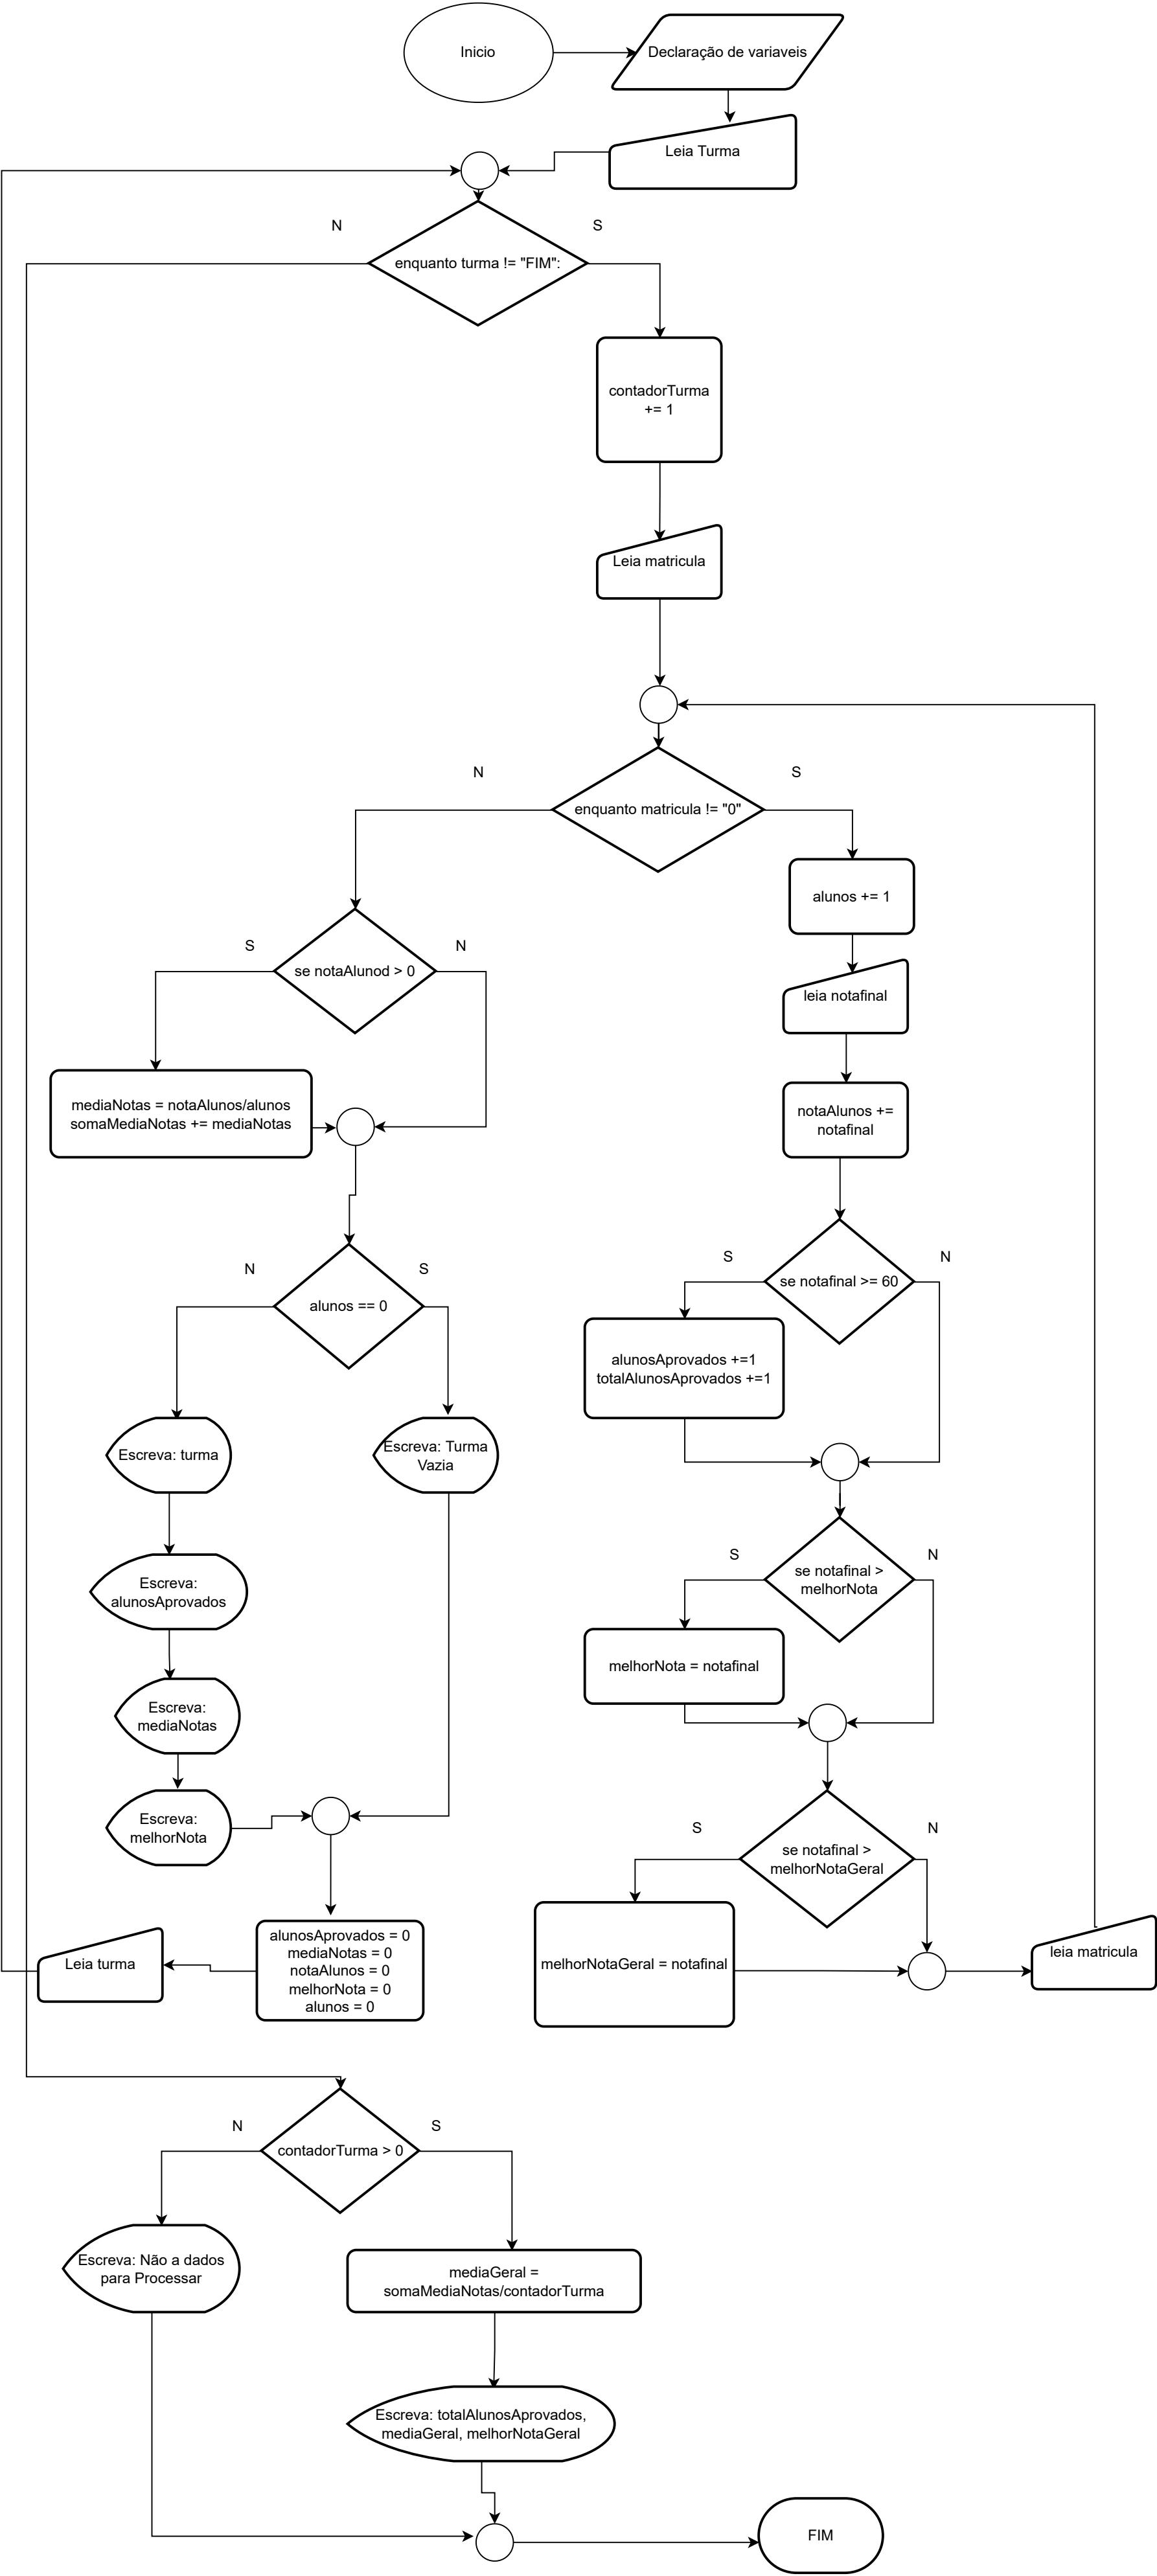 Inicio
Declaração de variaveis
Leia Turma
N
S
enquanto turma != "FIM":
contadorTurma
+= 1
Leia matricula
N
S
enquanto matricula != "0"
alunos += 1
S
N
se notaAlunod > 0
leia notafinal
mediaNotas = notaAlunos/alunos
somaMediaNotas += mediaNotas
notaAlunos +=
notafinal
N
S
alunos == 0
S
N
se notafinal >= 60
alunosAprovados +=1
totalAlunosAprovados +=1
Escreva: turma
Escreva: Turma
Vazia
S
N
se notafinal >
melhorNota
Escreva:
alunosAprovados
melhorNota = notafinal
Escreva:
mediaNotas
Escreva:
melhorNota
S
N
se notafinal >
melhorNotaGeral
alunosAprovados = 0
mediaNotas = 0
notaAlunos = 0
melhorNota = 0
alunos = 0
Leia turma
melhorNotaGeral = notafinal
leia matricula
N
S
contadorTurma > 0
Escreva: Não a dados
para Processar
mediaGeral =
somaMediaNotas/contadorTurma
Escreva: totalAlunosAprovados,
mediaGeral, melhorNotaGeral
FIM